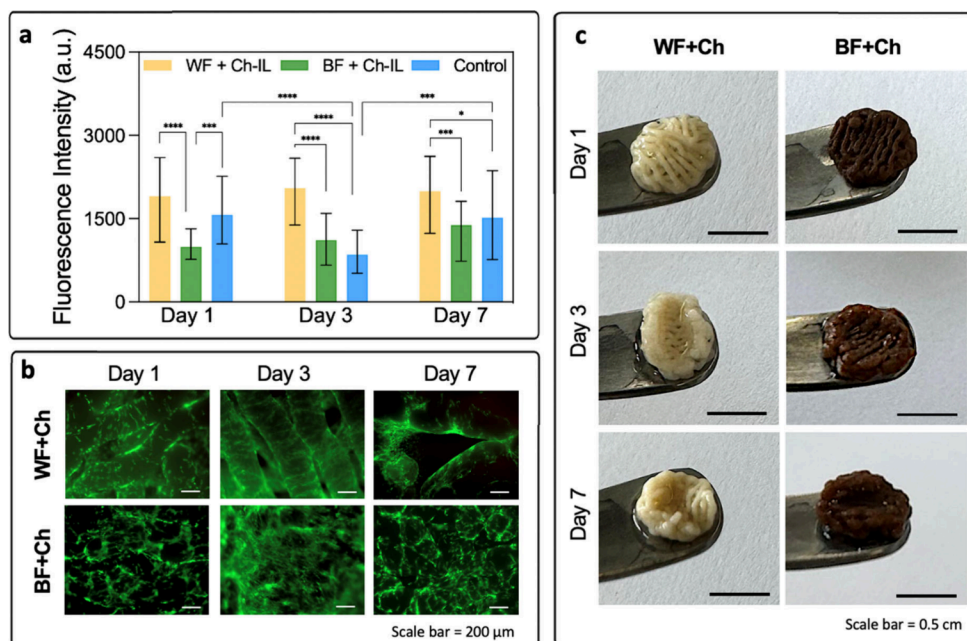 a
Fluorescence Intensity (a.u.)
4500
3000
1500
0
WF + Ch-IL BF + Ch-IL Control
**** ***
**** *** *
**** *** **** ***
Day 1 Day 3 Day 7
b
Day 1 Day 3 Day 7
WF+Ch
BF+Ch
Scale bar = 200 µm
c
WF+Ch BF+Ch
Day 1
Day 3
Day 7
Scale bar = 0.5 cm